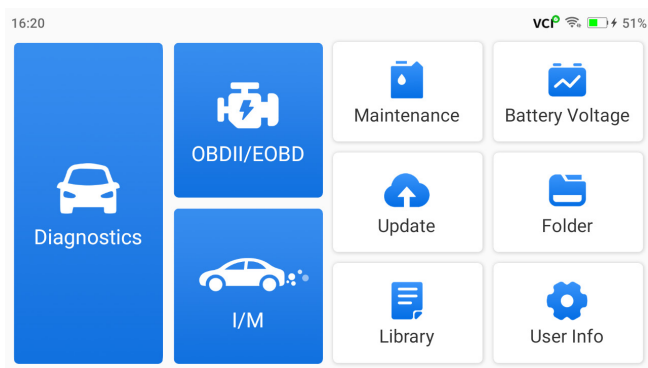 16:20
VCI
51%
Diagnostics
OBDII/EOBD
I/M
Maintenance
Battery Voltage
Update
Folder
Library
User Info